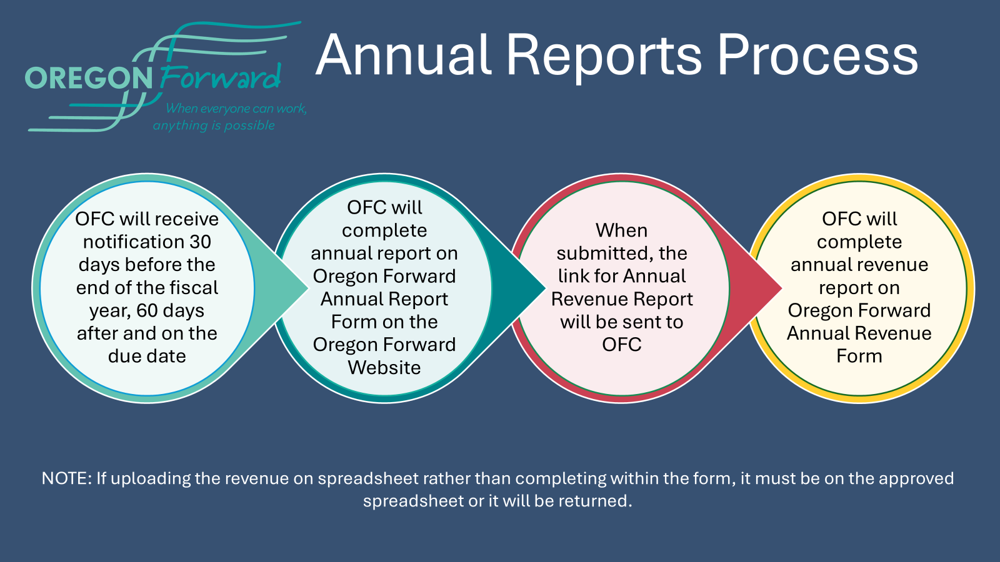 OREGON Forward
When everyone can work,
anything is possible
Annual Reports Process
OFC will receive
notification 30
days before the
end of the fiscal
year, 60 days
after and on the
due date
OFC will
complete
annual report on
Oregon Forward
Annual Report
Form on the
Oregon Forward
Website
When
submitted, the
link for Annual
Revenue Report
will be sent to
OFC
OFC will
complete
annual revenue
report on
Oregon Forward
Annual Revenue
Form
NOTE: If uploading the revenue on spreadsheet rather than completing within the form, it must be on the approved
spreadsheet or it will be returned.